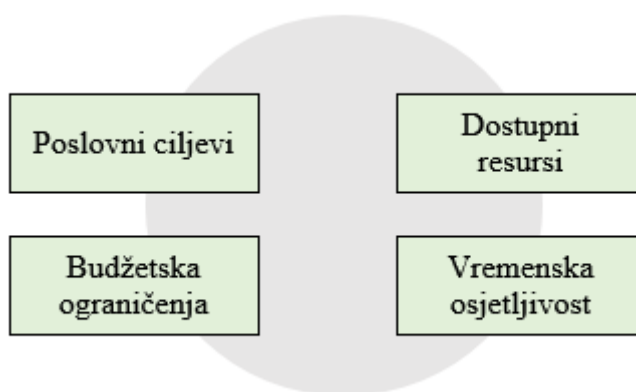 Poslovni ciljevi
Dostupni
resursi
Budžetska
ograničenja
Vremenska
osjetljivost